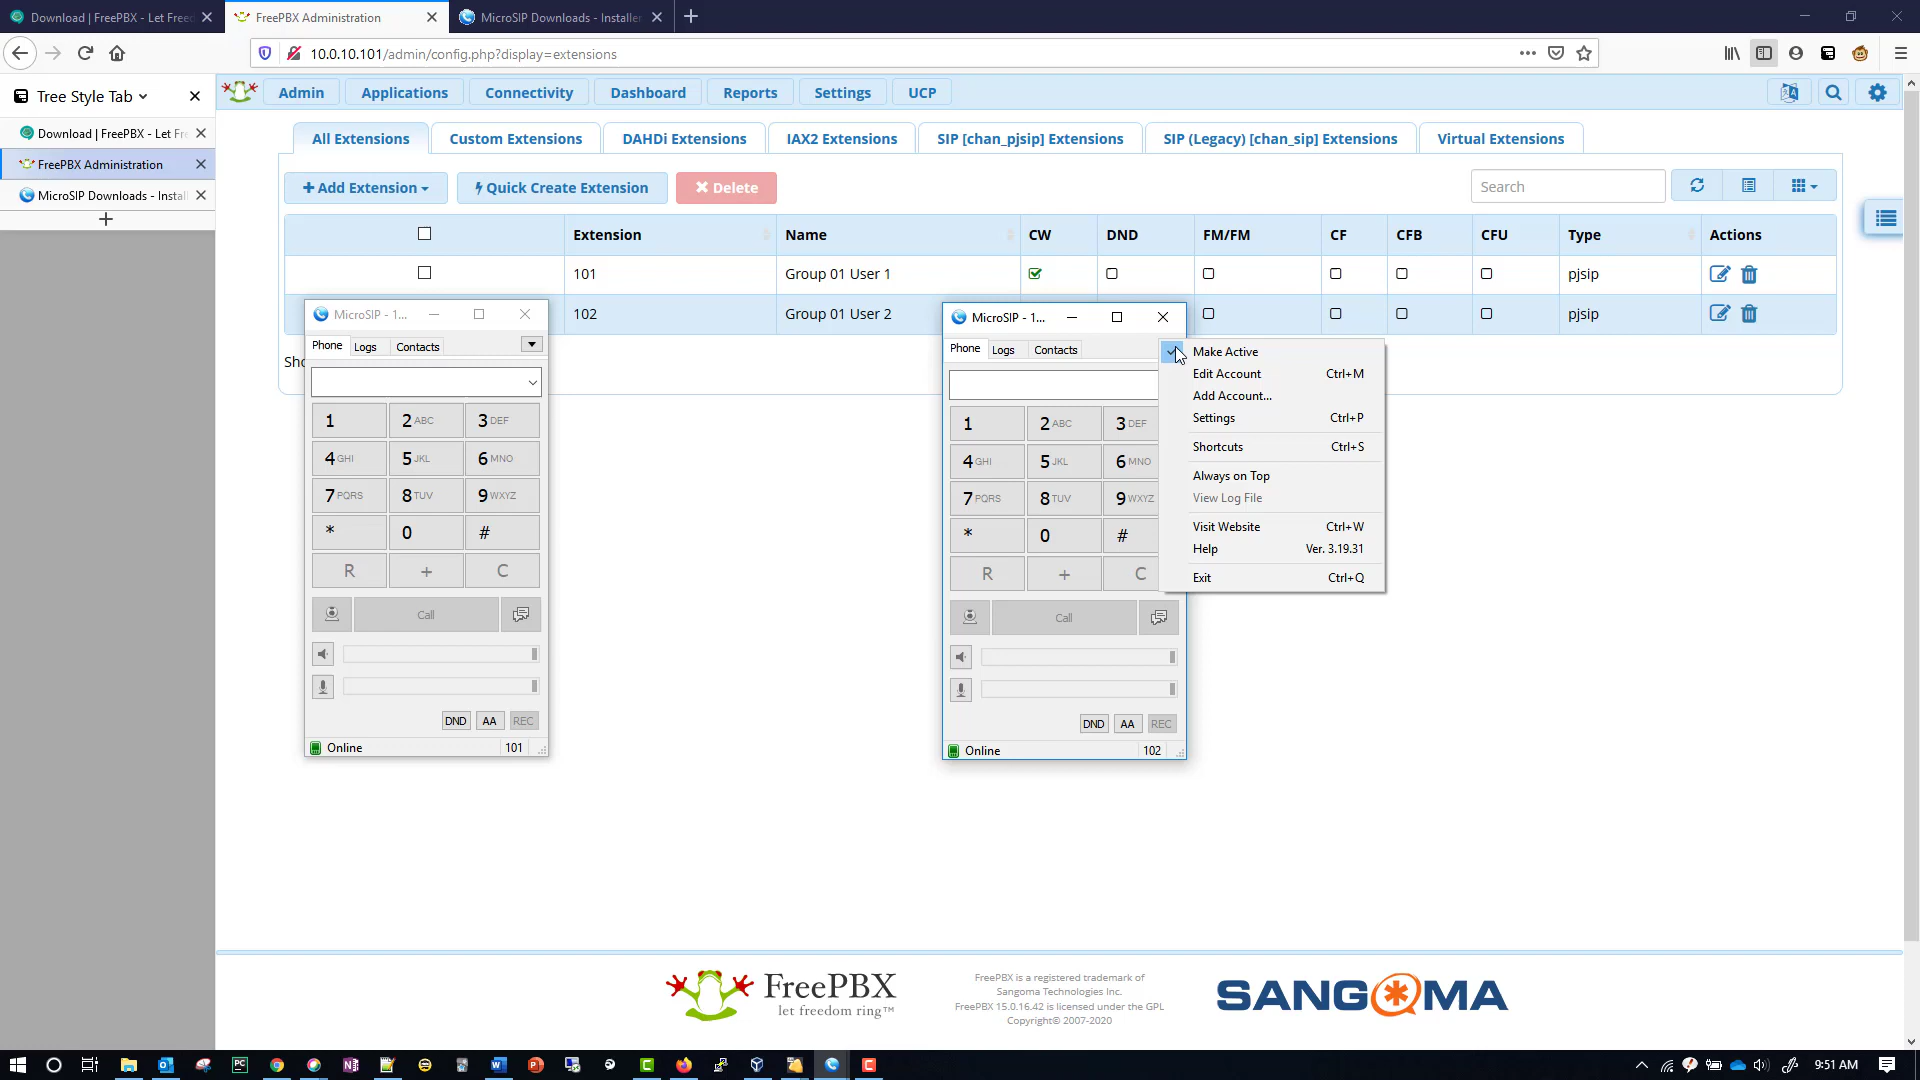 Download | FreePBX - Let Free
FreePBX Administration
MicroSIP Downloads - Installer
10.0.10.101/admin/config.php?display=extensions
Tree Style Tab
Download | FreePBX - Let Fr
FreePBX Administration
MicroSIP Downloads - Instal
Admin
Applications
Connectivity
Dashboard
Reports
Settings
UCP
All Extensions
Custom Extensions
DAHDi Extensions
IAX2 Extensions
SIP [chan_pjsip] Extensions
SIP (Legacy) [chan_sip] Extensions
Virtual Extensions
Add Extension
Quick Create Extension
Delete
Search
Extension Name CW DND FM/FM CF CFB CFU Type Actions
101 Group 01 User 1 pjsip
102 Group 01 User 2 pjsip
Sho
MicroSIP - 1...
Phone Logs Contacts
1 2 ABC 3 DEF
4 GHI 5 JKL 6 MNO
7 PQRS 8 TUV 9 WXYZ
* 0 #
R + C
Call
DND AA REC
Online 101
MicroSIP - 1...
Phone Logs Contacts
1 2 ABC 3 DEF
4 GHI 5 JKL 6 MNO
7 PQRS 8 TUV 9 WXYZ
* 0 #
R + C
Call
DND AA REC
Online 102
Make Active
Edit Account Ctrl+M
Add Account...
Settings Ctrl+P
Shortcuts Ctrl+S
Always on Top
View Log File
Visit Website Ctrl+W
Help Ver. 3.19.31
Exit Ctrl+Q
FreePBX
let freedom ring™
FreePBX is a registered trademark of
Sangoma Technologies Inc.
FreePBX 15.0.16.42 is licensed under the GPL
Copyright© 2007-2020
SANGOMA
9:51 AM